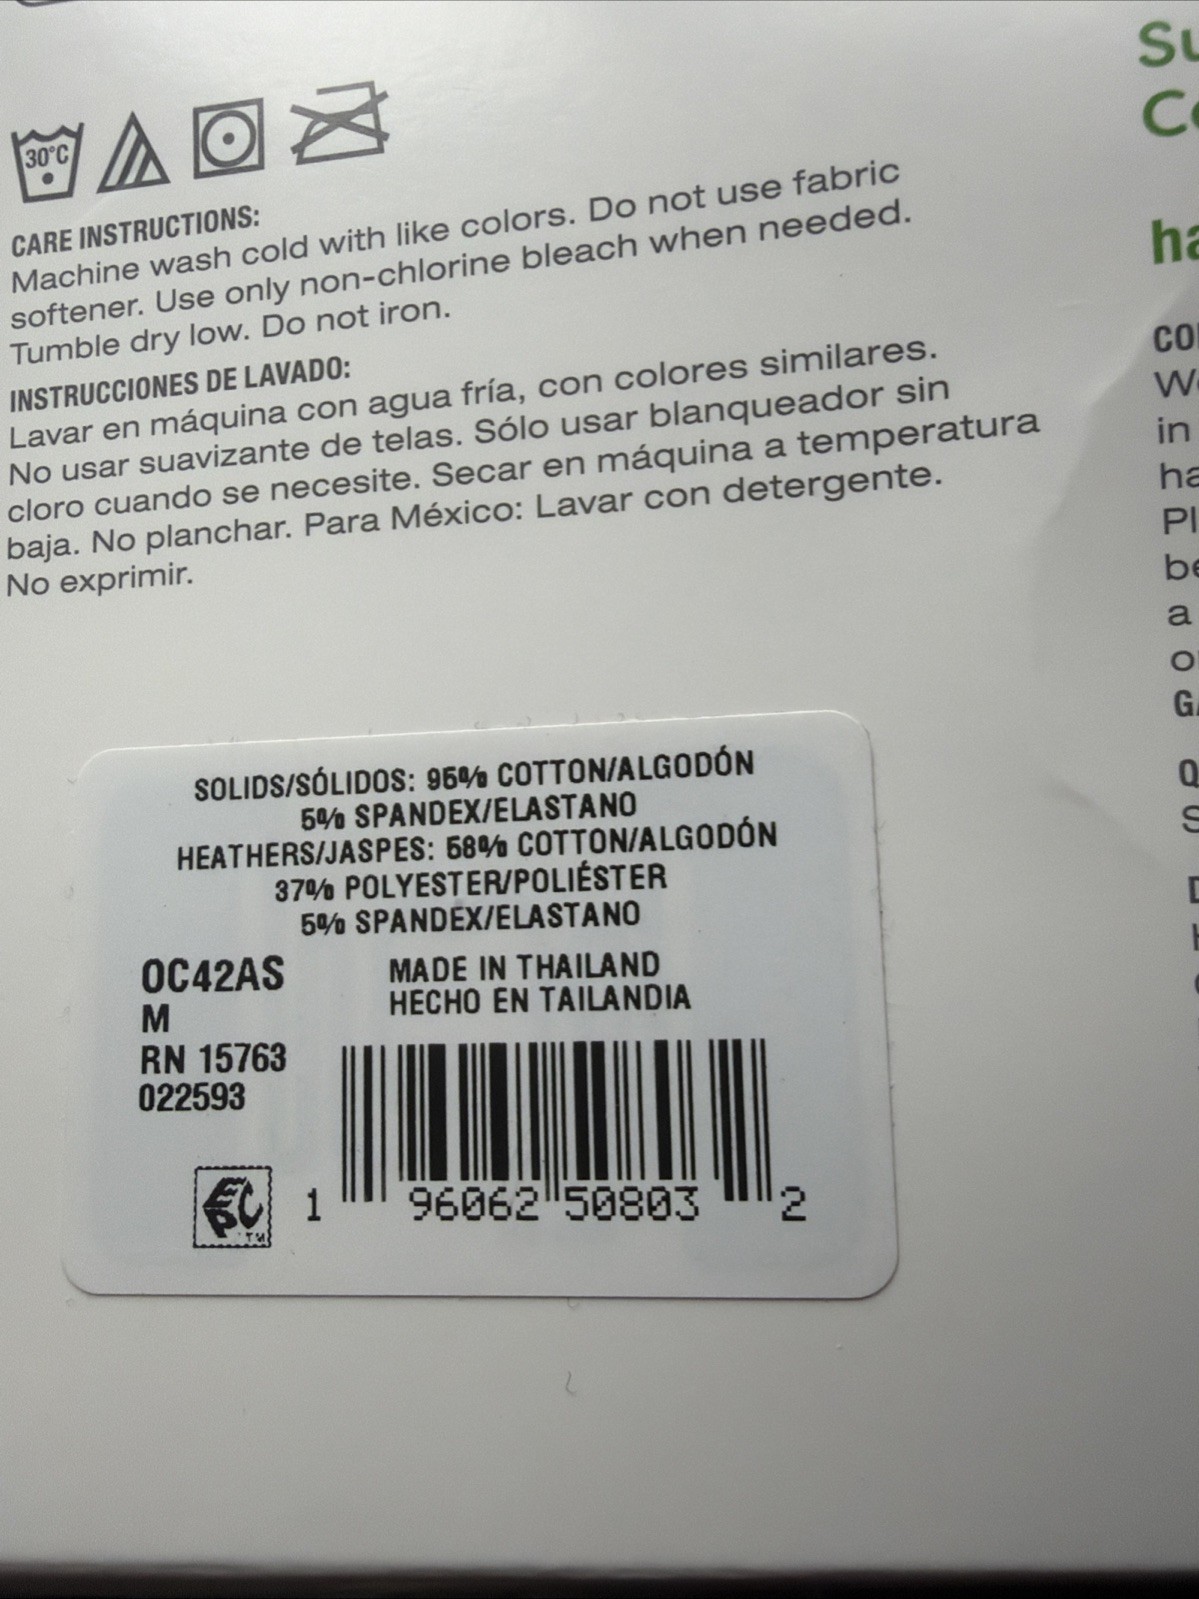 30°C
CARE INSTRUCTIONS:
Machine wash cold with like colors. Do not use fabric
softener. Use only non-chlorine bleach when needed.
Tumble dry low. Do not iron.
INSTRUCCIONES DE LAVADO:
Lavar en máquina con agua fría, con colores similares.
No usar suavizante de telas. Sólo usar blanqueador sin
cloro cuando se necesite. Secar en máquina a temperatura
baja. No planchar. Para México: Lavar con detergente.
No exprimir.
SOLIDS/SÓLIDOS: 95% COTTON/ALGODÓN
5% SPANDEX/ELASTANO
HEATHERS/JASPES: 58% COTTON/ALGODÓN
37% POLYESTER/POLIÉSTER
5% SPANDEX/ELASTANO
OC42AS
M
RN 15763
022593
MADE IN THAILAND
HECHO EN TAILANDIA
EPC TM
1 96062 50803 2
in
a